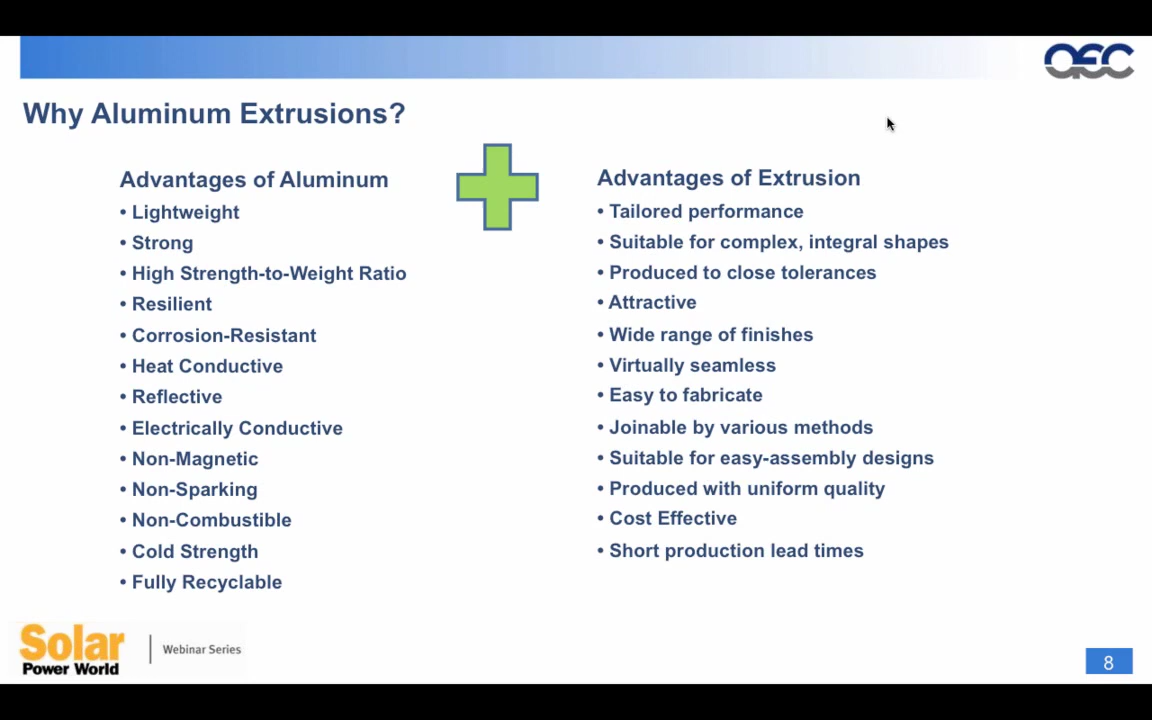 aec
Why Aluminum Extrusions?
Advantages of Aluminum
• Lightweight
• Strong
• High Strength-to-Weight Ratio
• Resilient
• Corrosion-Resistant
• Heat Conductive
• Reflective
• Electrically Conductive
• Non-Magnetic
• Non-Sparking
• Non-Combustible
• Cold Strength
• Fully Recyclable
Advantages of Extrusion
• Tailored performance
• Suitable for complex, integral shapes
• Produced to close tolerances
• Attractive
• Wide range of finishes
• Virtually seamless
• Easy to fabricate
• Joinable by various methods
• Suitable for easy-assembly designs
• Produced with uniform quality
• Cost Effective
• Short production lead times
Solar
Power World
Webinar Series
8